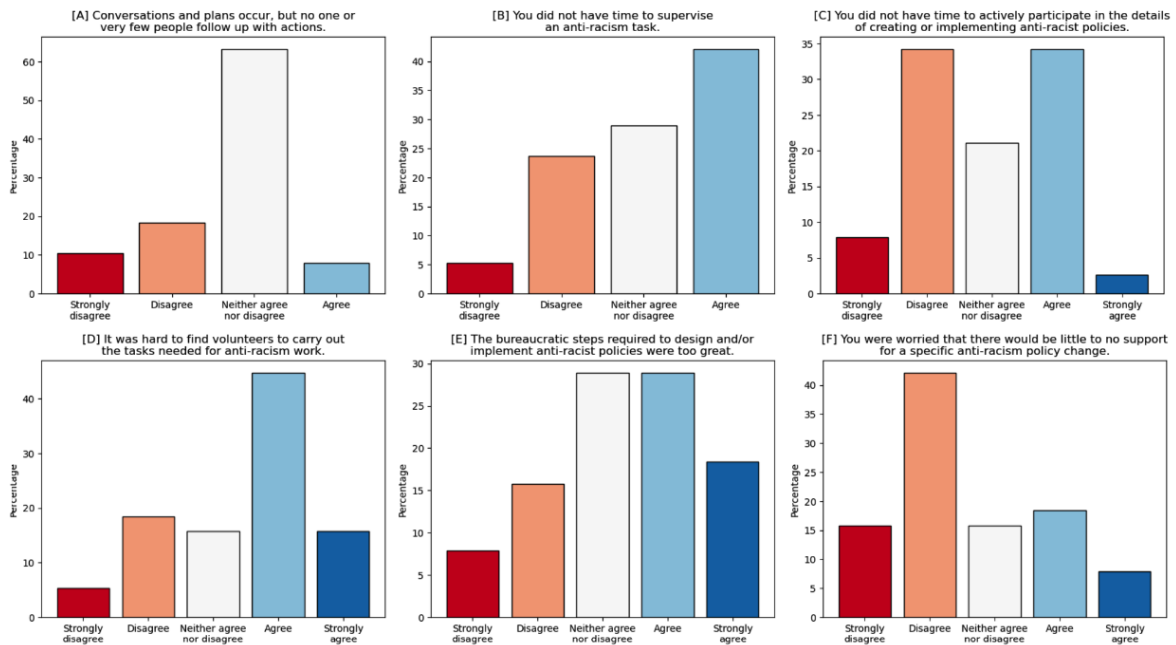 [A] Conversations and plans occur, but no one or
very few people follow up with actions.
60
50
40
30
20
10
0
Percentage
Strongly
disagree
Disagree
Neither agree
nor disagree
Agree
[B] You did not have time to supervise
an anti-racism task.
40
35
30
25
20
15
10
5
0
Percentage
Strongly
disagree
Disagree
Neither agree
nor disagree
Agree
[C] You did not have time to actively participate in the details
of creating or implementing anti-racist policies.
35
30
25
20
15
10
5
0
Percentage
Strongly
disagree
Disagree
Neither agree
nor disagree
Agree
Strongly
agree
[D] It was hard to find volunteers to carry out
the tasks needed for anti-racism work.
40
30
20
10
0
Percentage
Strongly
disagree
Disagree
Neither agree
nor disagree
Agree
Strongly
agree
[E] The bureaucratic steps required to design and/or
implement anti-racist policies were too great.
30
25
20
15
10
5
0
Percentage
Strongly
disagree
Disagree
Neither agree
nor disagree
Agree
Strongly
agree
[F] You were worried that there would be little to no support
for a specific anti-racism policy change.
40
35
30
25
20
15
10
5
0
Percentage
Strongly
disagree
Disagree
Neither agree
nor disagree
Agree
Strongly
agree